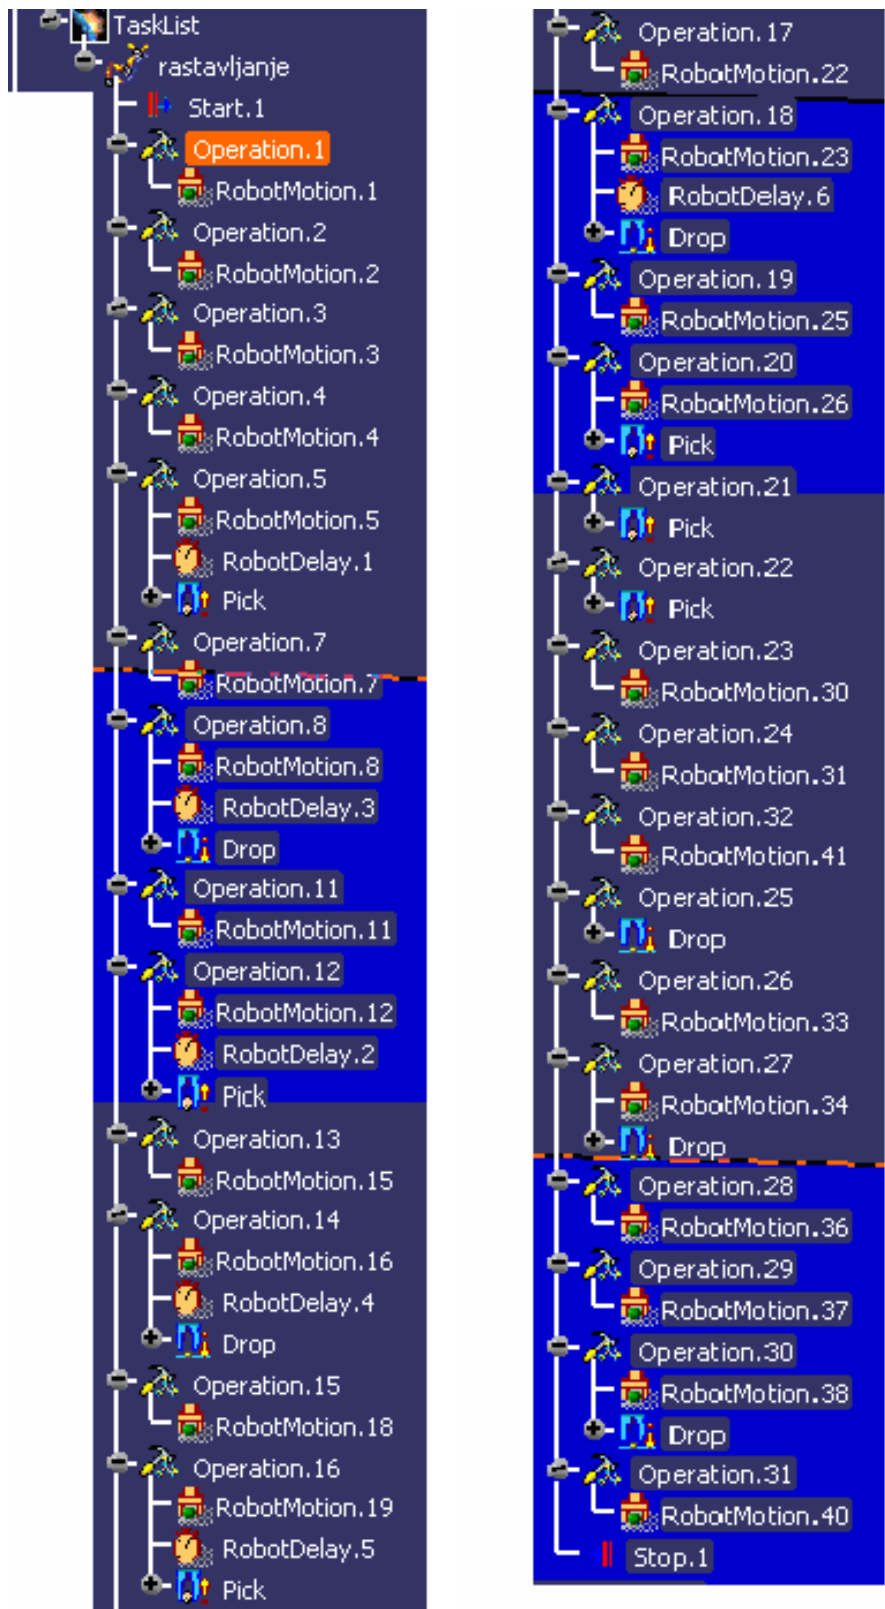 TaskList
rastavljanje
Start.1
Operation.1
RobotMotion.1
Operation.2
RobotMotion.2
Operation.3
RobotMotion.3
Operation.4
RobotMotion.4
Operation.5
RobotMotion.5
RobotDelay.1
Pick
Operation.7
RobotMotion.7
Operation.8
RobotMotion.8
RobotDelay.3
Drop
Operation.11
RobotMotion.11
Operation.12
RobotMotion.12
RobotDelay.2
Pick
Operation.13
RobotMotion.15
Operation.14
RobotMotion.16
RobotDelay.4
Drop
Operation.15
RobotMotion.18
Operation.16
RobotMotion.19
RobotDelay.5
Pick
Operation.17
RobotMotion.22
Operation.18
RobotMotion.23
RobotDelay.6
Drop
Operation.19
RobotMotion.25
Operation.20
RobotMotion.26
Pick
Operation.21
Pick
Operation.22
Pick
Operation.23
RobotMotion.30
Operation.24
RobotMotion.31
Operation.32
RobotMotion.41
Operation.25
Drop
Operation.26
RobotMotion.33
Operation.27
RobotMotion.34
Drop
Operation.28
RobotMotion.36
Operation.29
RobotMotion.37
Operation.30
RobotMotion.38
Drop
Operation.31
RobotMotion.40
Stop.1